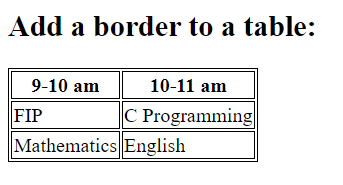 Add a border to a table:
9-10 am 10-11 am
FIP C Programming
Mathematics English